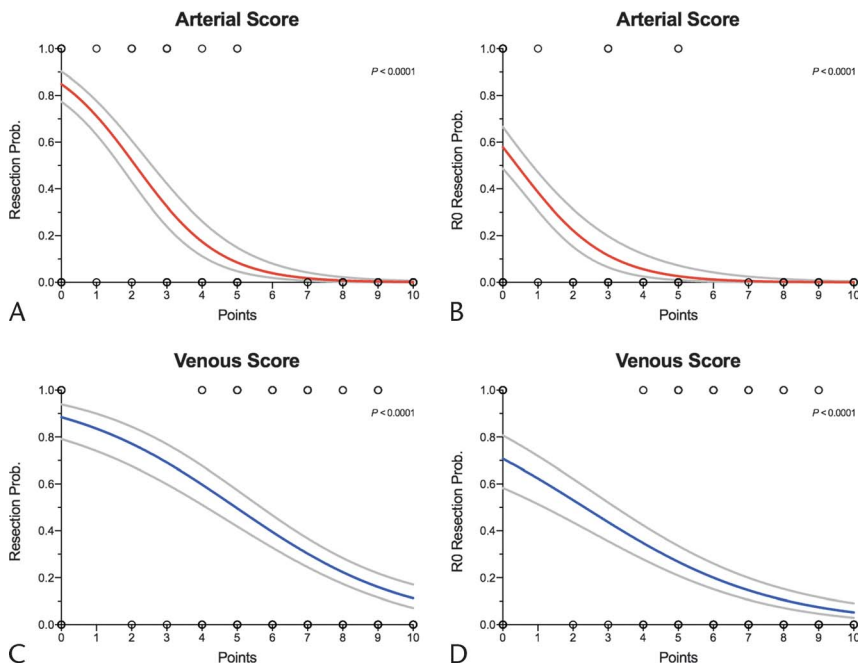 Arterial Score
Resection Prob.
1.0
0.8
0.6
0.4
0.2
0.0
P < 0.0001
0 1 2 3 4 5 6 7 8 9 10
Points
A
Arterial Score
R0 Resection Prob.
1.0
0.8
0.6
0.4
0.2
0.0
P < 0.0001
0 1 2 3 4 5 6 7 8 9 10
Points
B
Venous Score
Resection Prob.
1.0
0.8
0.6
0.4
0.2
0.0
P < 0.0001
0 1 2 3 4 5 6 7 8 9 10
Points
C
Venous Score
R0 Resection Prob.
1.0
0.8
0.6
0.4
0.2
0.0
P < 0.0001
0 1 2 3 4 5 6 7 8 9 10
Points
D